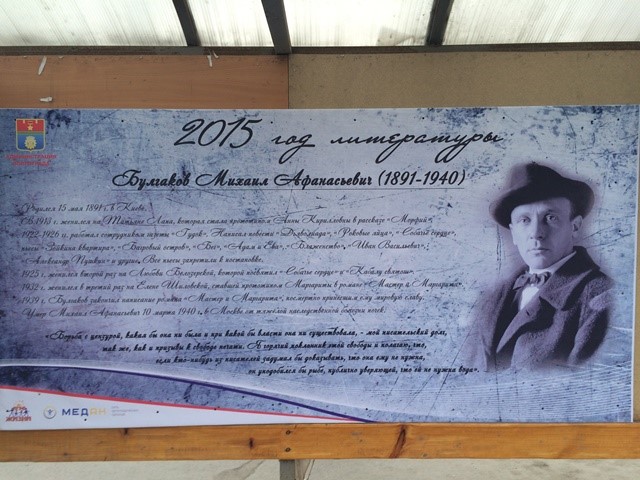 2015 год литературы
Булгаков Михаил Афанасьевич (1891-1940)
Родился 15 мая 1891 г. в Киеве.
В 1913 г. женился на Татьяне Лаппа, которая стала прототипом Анны Кирилловны в рассказе «Морфий».
1922-1926 гг. работал сотрудником газеты «Гудок». Написал повести «Дьяволиада», «Роковые яйца», «Собачье сердце»,
пьесы «Зойкина квартира», «Багровый остров», «Бег», «Адам и Ева», «Блаженство», «Иван Васильевич»,
«Александр Пушкин» и другие. Все пьесы запретили к постановке.
1925 г. женился второй раз на Любови Белозерской, которой посвятил «Собачье сердце» и «Кабалу святош».
1932 г. женился в третий раз на Елене Шиловской, ставшей прототипом Маргариты в романе «Мастер и Маргарита».
1939 г. Булгаков закончил написание романа «Мастер и Маргарита», посмертно принесшая ему мировую славу.
Умер Михаил Афанасьевич 10 марта 1940 г. в Москве от тяжелой наследственной болезни почек.
«Борьба с цензурой, какая бы она ни была и при какой бы власти она ни существовала, - мой писательский долг,
так же, как и призывы к свободе печати. Я горячий поклонник этой свободы и полагаю, что,
если кто-нибудь из писателей задумал бы доказывать, что она ему не нужна,
он уподобился бы рыбе, публично уверяющей, что ей не нужна вода».
МЕДАН